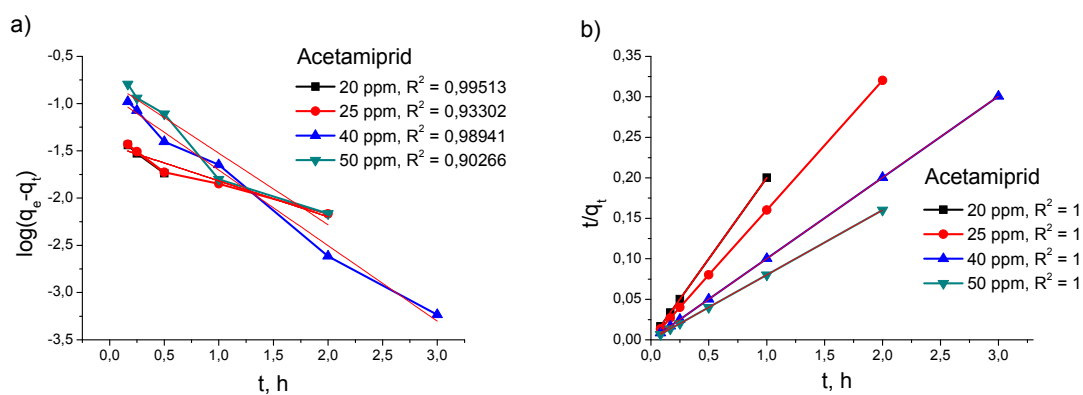 a)
Acetamiprid
20 ppm, R² = 0,99513
25 ppm, R² = 0,93302
40 ppm, R² = 0,98941
50 ppm, R² = 0,90266
log(qₑ-qₜ)
-0,5
-1,0
-1,5
-2,0
-2,5
-3,0
-3,5
0,0 0,5 1,0 1,5 2,0 2,5 3,0
t, h
b)
t/qₜ
0,35
0,30
0,25
0,20
0,15
0,10
0,05
0,00
Acetamiprid
20 ppm, R² = 1
25 ppm, R² = 1
40 ppm, R² = 1
50 ppm, R² = 1
0,0 0,5 1,0 1,5 2,0 2,5 3,0
t, h